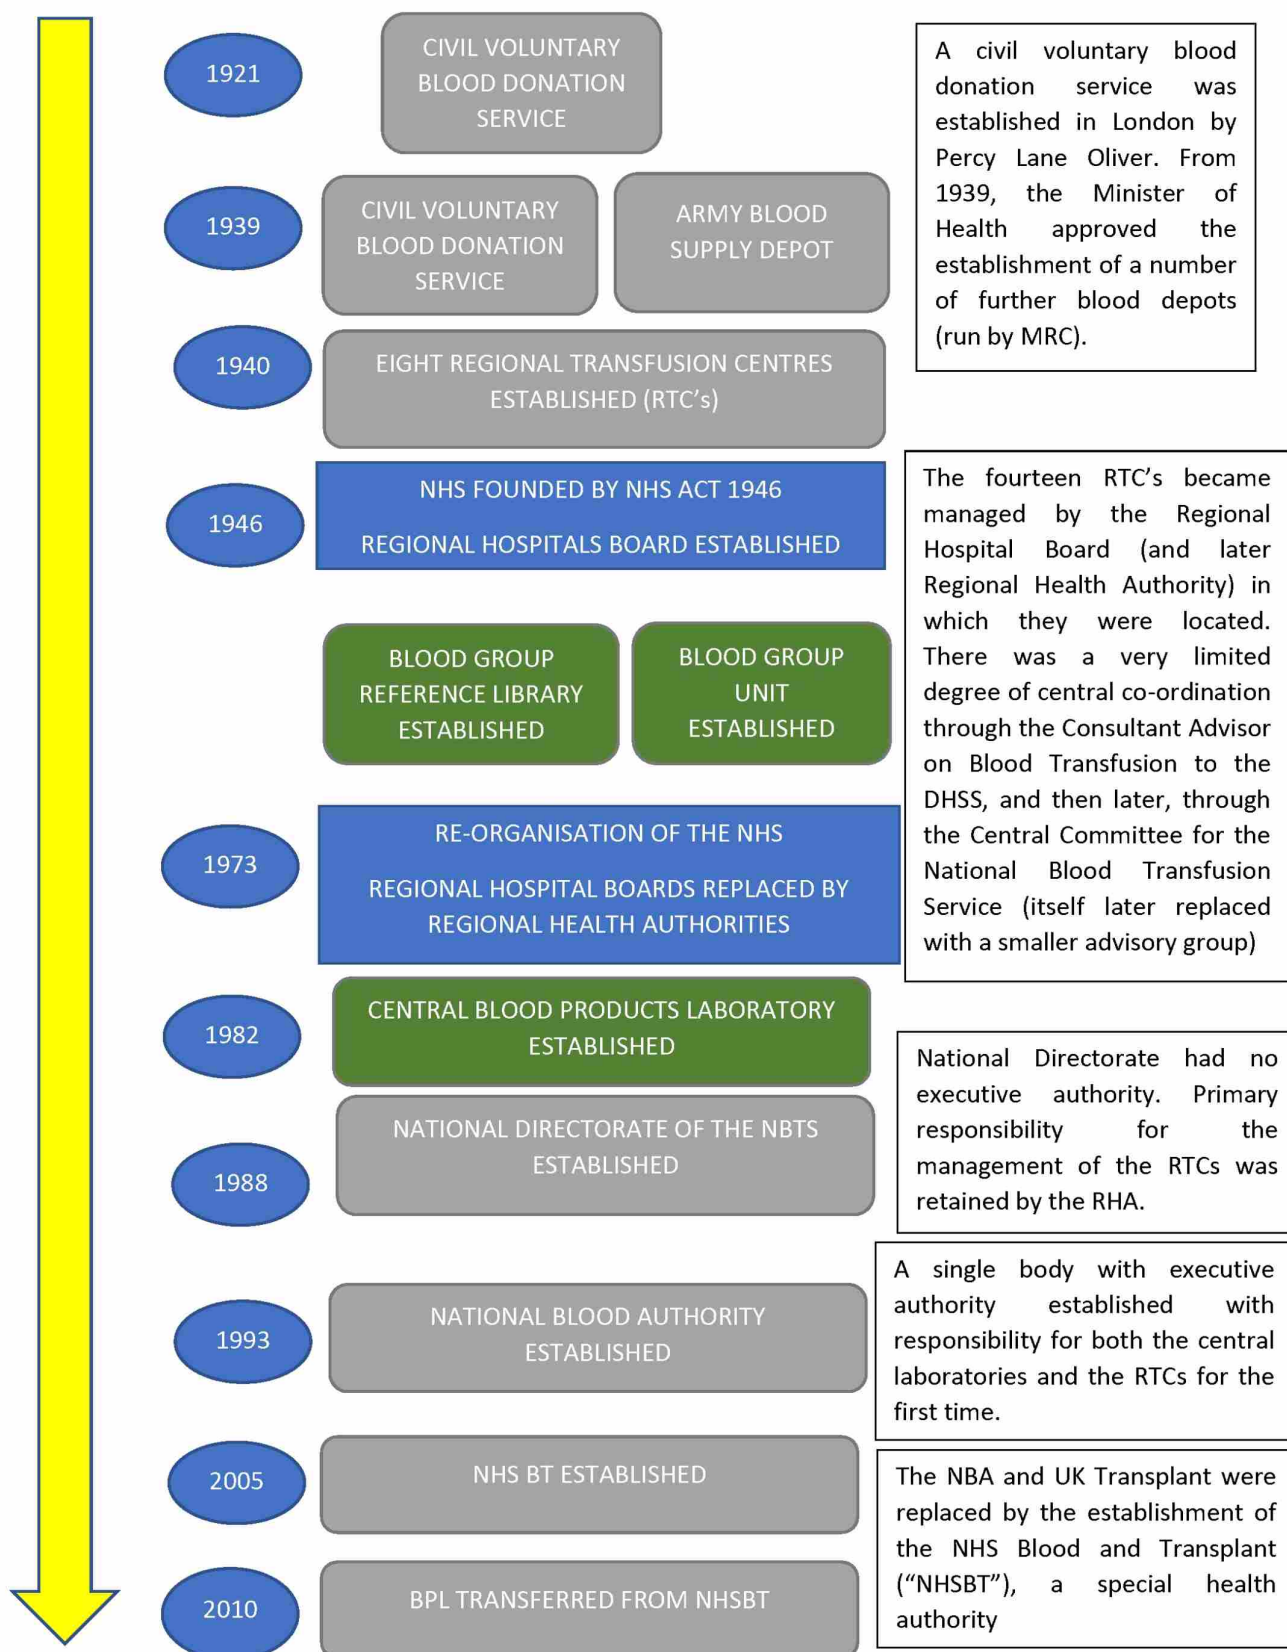 1921
CIVIL VOLUNTARY
BLOOD DONATION
SERVICE
A civil voluntary blood
donation service was
established in London by
Percy Lane Oliver. From
1939, the Minister of
Health approved the
establishment of a number
of further blood depots
(run by MRC).
1939
CIVIL VOLUNTARY
BLOOD DONATION
SERVICE
ARMY BLOOD
SUPPLY DEPOT
1940
EIGHT REGIONAL TRANSFUSION CENTRES
ESTABLISHED (RTC's)
1946
NHS FOUNDED BY NHS ACT 1946
REGIONAL HOSPITALS BOARD ESTABLISHED
The fourteen RTC's became
managed by the Regional
Hospital Board (and later
Regional Health Authority) in
which they were located.
There was a very limited
degree of central co-ordination
through the Consultant Advisor
on Blood Transfusion to the
DHSS, and then later, through
the Central Committee for the
National Blood Transfusion
Service (itself later replaced
with a smaller advisory group)
BLOOD GROUP
REFERENCE LIBRARY
ESTABLISHED
BLOOD GROUP
UNIT
ESTABLISHED
1973
RE-ORGANISATION OF THE NHS
REGIONAL HOSPITAL BOARDS REPLACED BY
REGIONAL HEALTH AUTHORITIES
1982
CENTRAL BLOOD PRODUCTS LABORATORY
ESTABLISHED
1988
NATIONAL DIRECTORATE OF THE NBTS
ESTABLISHED
National Directorate had no
executive authority. Primary
responsibility for the
management of the RTCs was
retained by the RHA.
1993
NATIONAL BLOOD AUTHORITY
ESTABLISHED
A single body with executive
authority established with
responsibility for both the central
laboratories and the RTCs for the
first time.
2005
NHS BT ESTABLISHED
The NBA and UK Transplant were
replaced by the establishment of
the NHS Blood and Transplant
(“NHSBT”), a special health
authority
2010
BPL TRANSFERRED FROM NHSBT